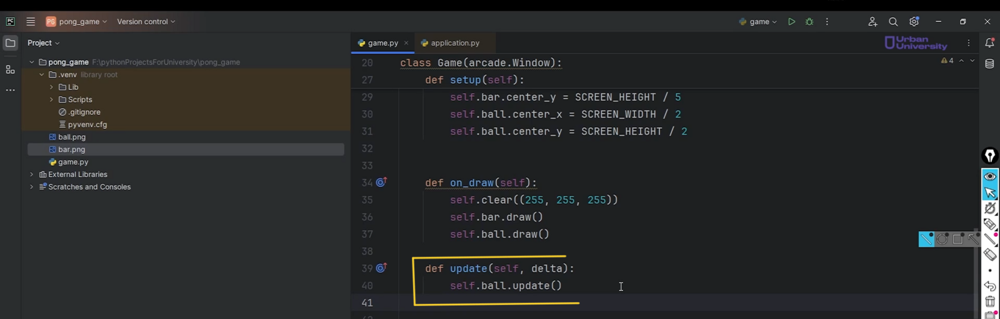 PC PG pong_game Version control game
Project game.py application.py Urban University
pong_game F:\pythonProjectsForUniversity\pong_game
.venv library root
Lib
Scripts
.gitignore
pyvenv.cfg
ball.png
bar.png
game.py
External Libraries
Scratches and Consoles
20 class Game(arcade.Window): 4
27 def setup(self):
29 self.bar.center_y = SCREEN_HEIGHT / 5
30 self.ball.center_x = SCREEN_WIDTH / 2
31 self.ball.center_y = SCREEN_HEIGHT / 2
32
33
34 def on_draw(self):
35 self.clear((255, 255, 255))
36 self.bar.draw()
37 self.ball.draw()
38
39 def update(self, delta):
40 self.ball.update()
41